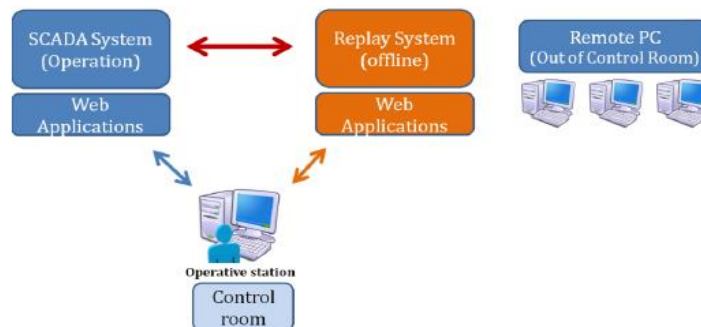 SCADA System
(Operation)
Replay System
(offline)
Remote PC
(Out of Control Room)
Web
Applications
Web
Applications
Operative station
Control
room